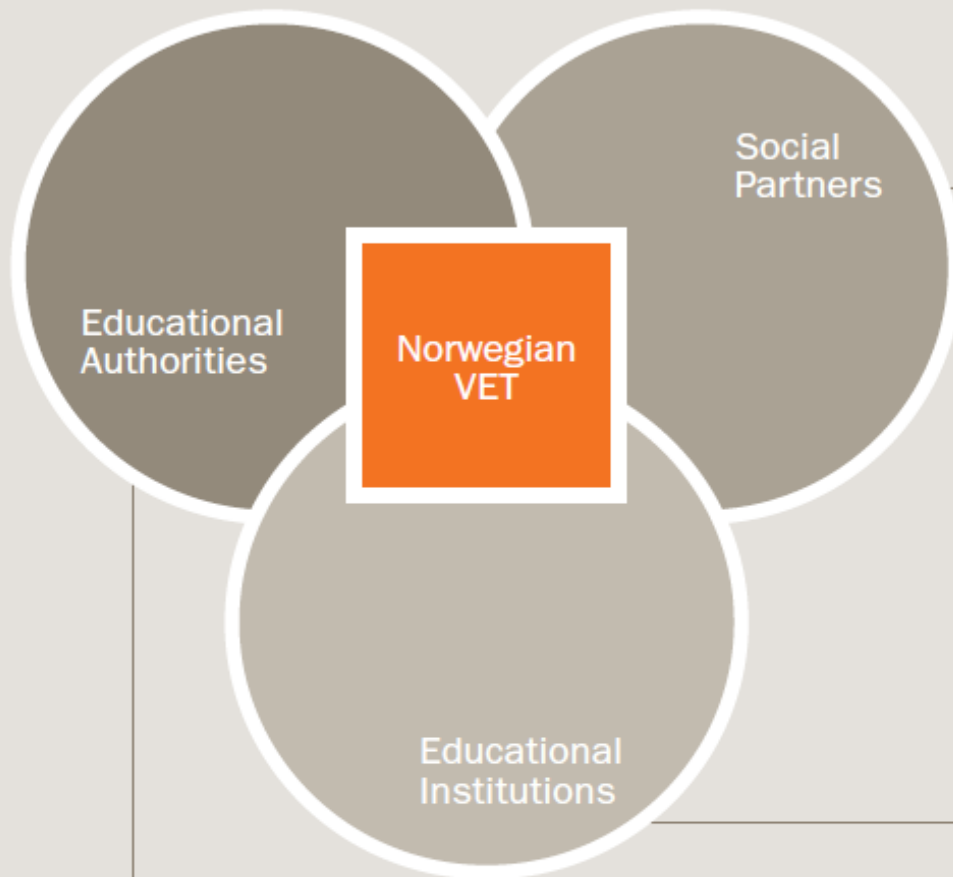 Social
Partners
Educational
Authorities
Norwegian
VET
Educational
Institutions